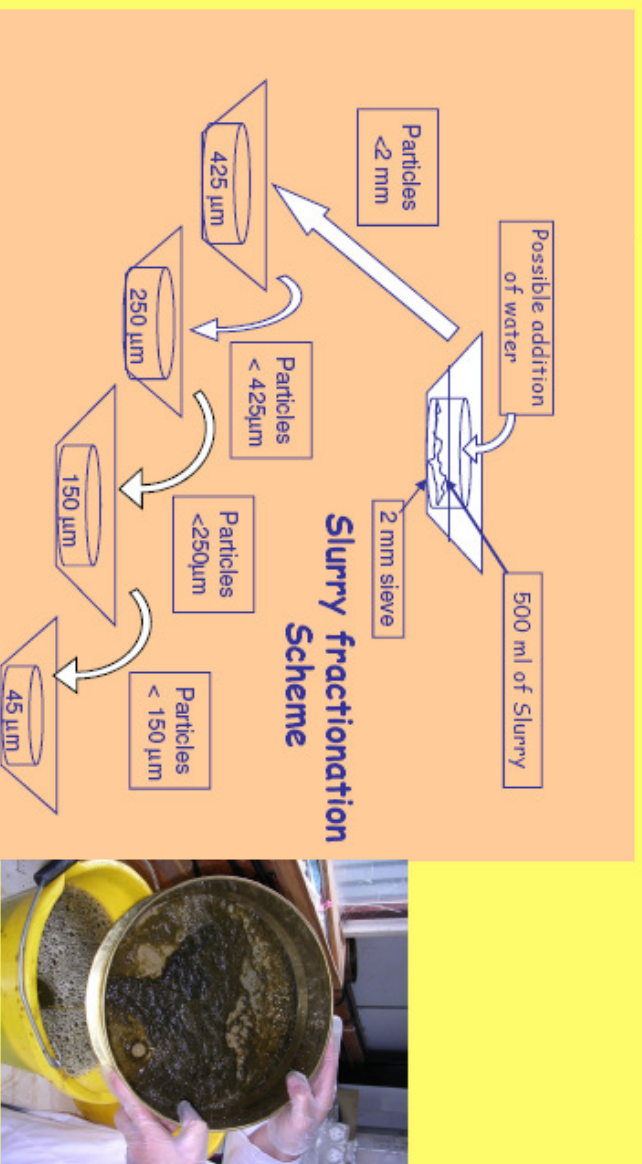 Possible addition
of water
500 ml of Slurry
2 mm sieve
Particles
<2 mm
Slurry fractionation
Scheme
425 µm
Particles
< 425µm
250 µm
Particles
<250µm
150 µm
Particles
< 150 µm
45 µm